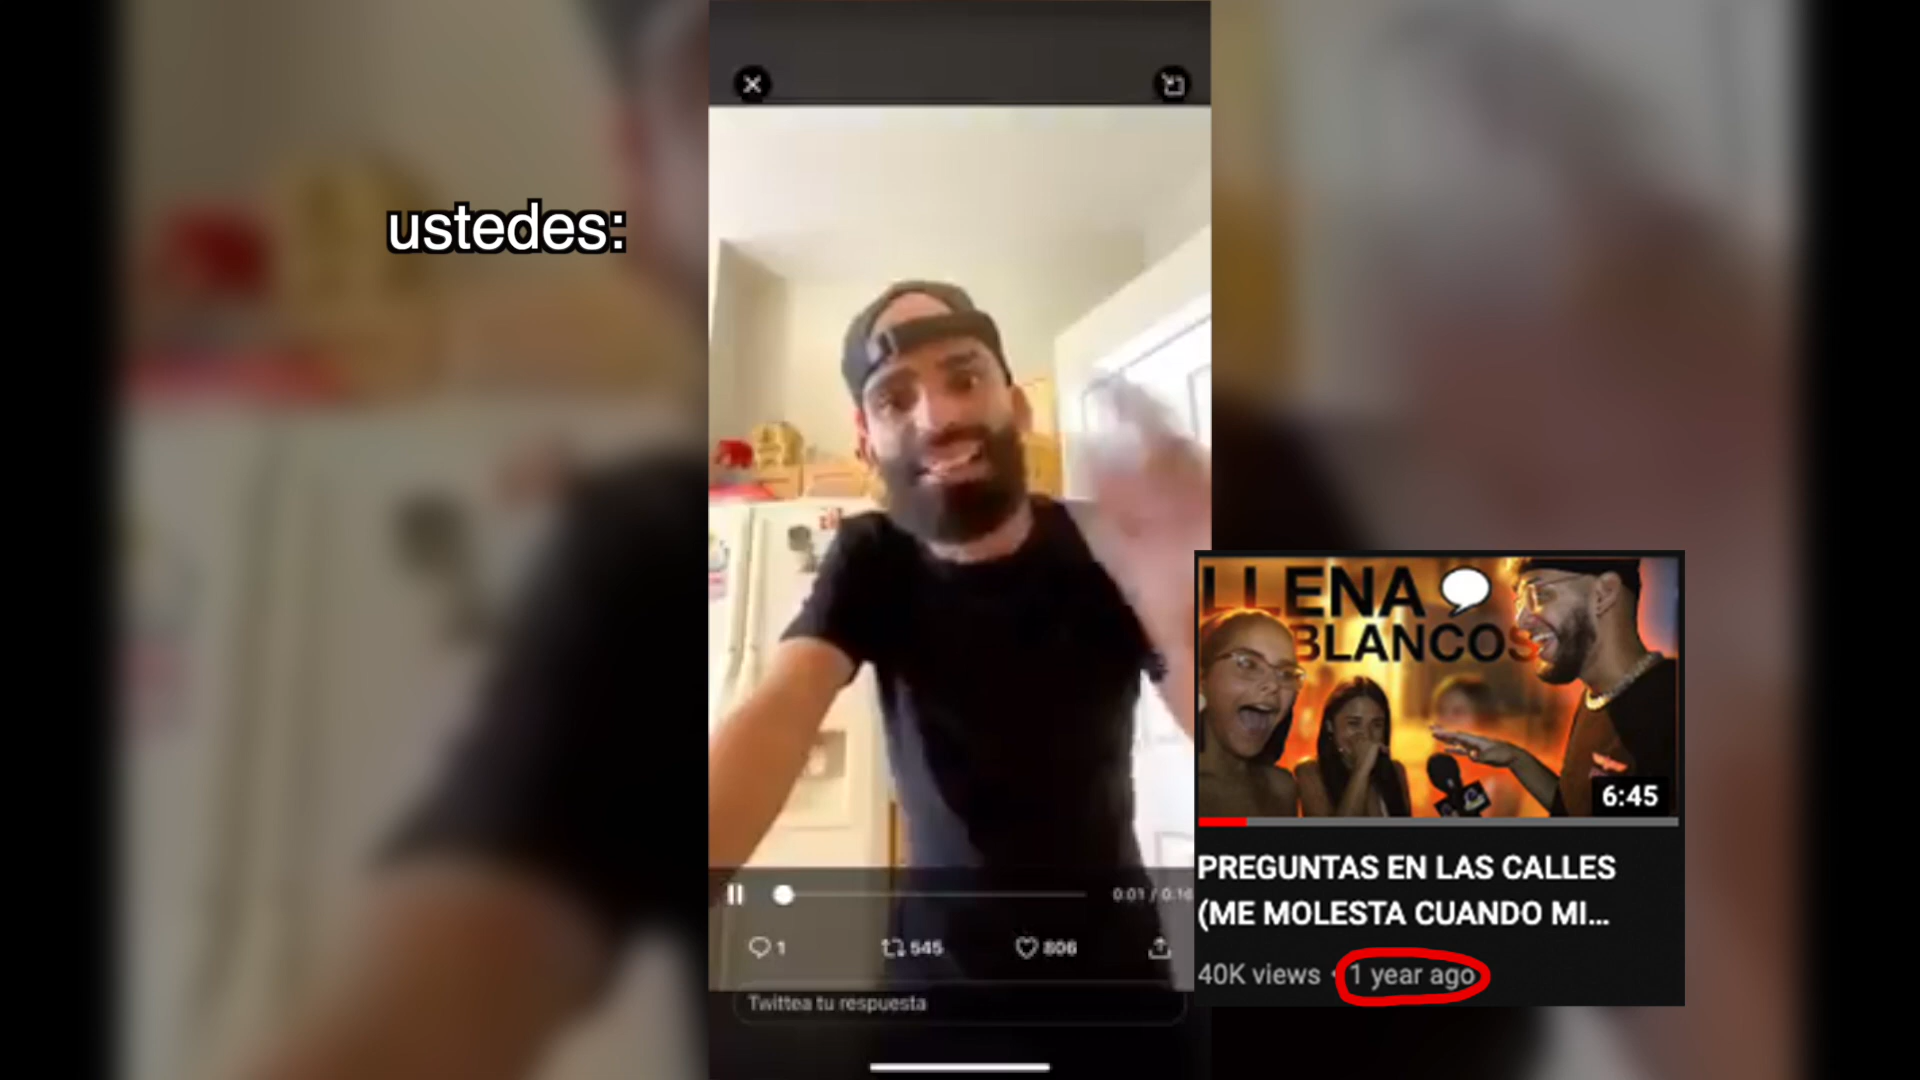 ustedes:
0:01 / 0:16
1
545
806
Twittea tu respuesta
LLENA
BLANCOS
6:45
PREGUNTAS EN LAS CALLES
(ME MOLESTA CUANDO MI...
40K views • 1 year ago